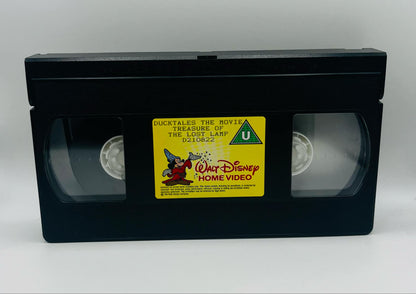 DUCKTALES THE MOVIE
TREASURE OF
THE LOST LAMP
D210822
U
WALT DISNEY
HOME VIDEO